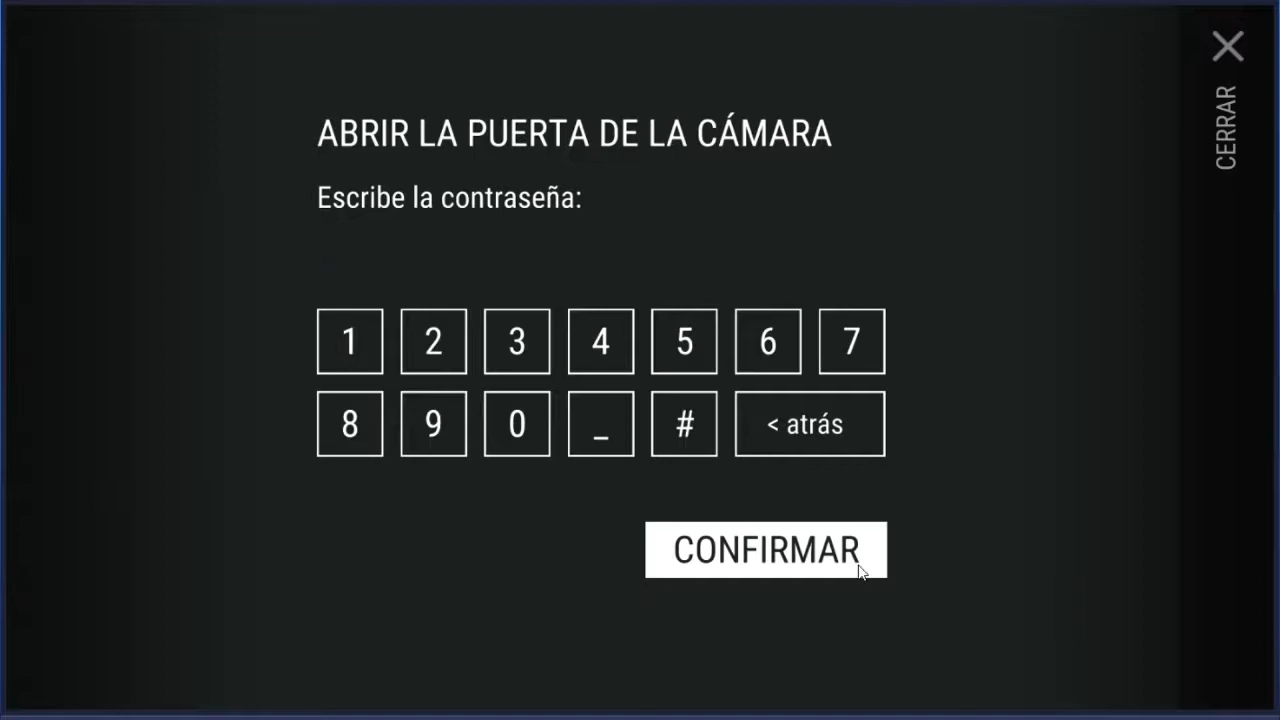 CERRAR
ABRIR LA PUERTA DE LA CÁMARA
Escribe la contraseña:
1 2 3 4 5 6 7
8 9 0 _ # < atrás
CONFIRMAR